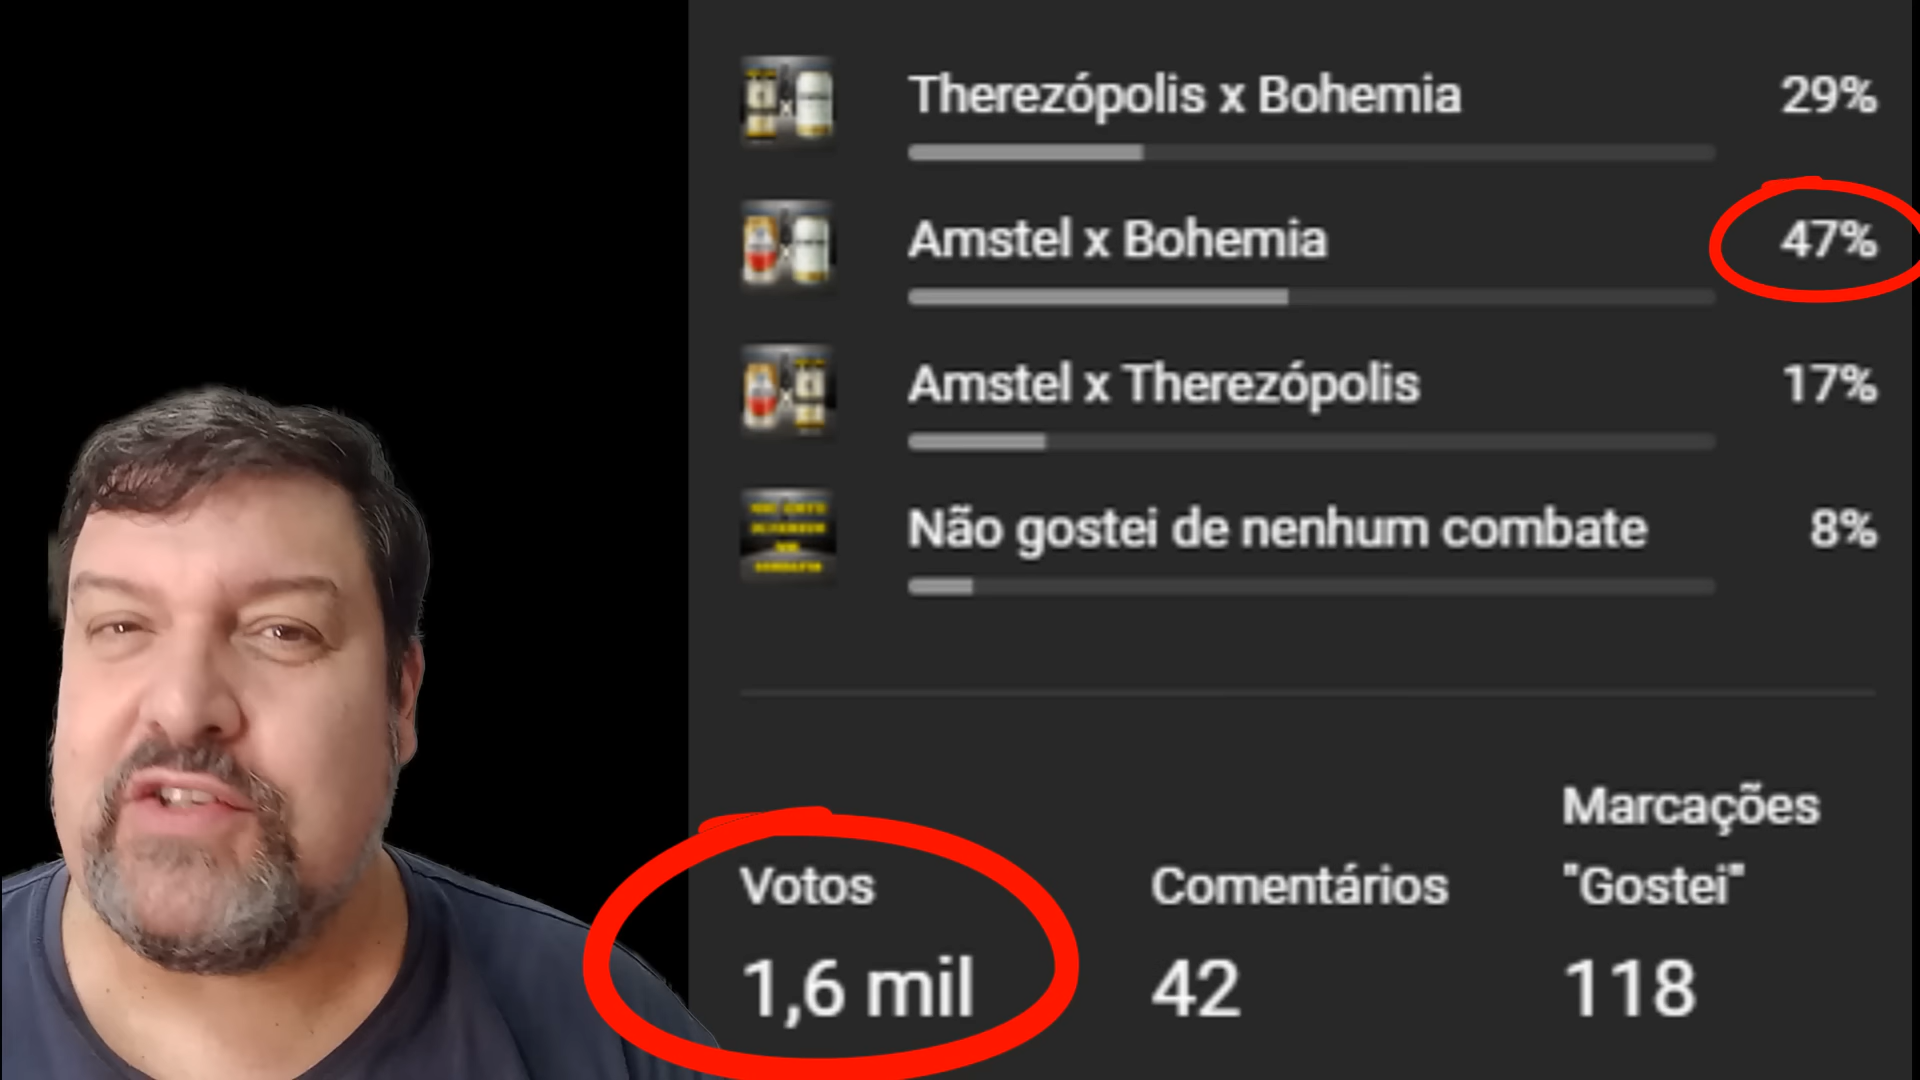 Therezópolis x Bohemia 29%
Amstel x Bohemia 47%
Amstel x Therezópolis 17%
Não gostei de nenhum combate 8%
Votos
1,6 mil
Comentários
42
Marcações
"Gostei"
118